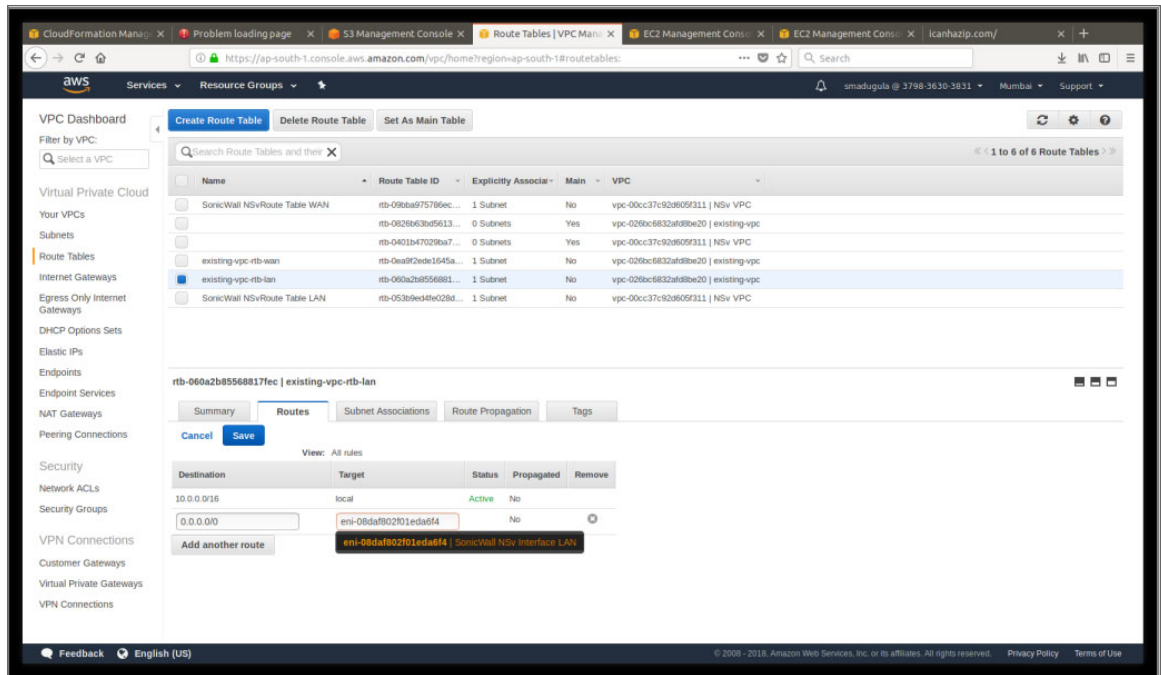 CloudFormation Manag
Problem loading page
S3 Management Console
Route Tables | VPC Mana
EC2 Management Conso
EC2 Management Conso
icanhazip.com/
https://ap-south-1.console.aws.amazon.com/vpc/home?region=ap-south-1#routetables:
Search
aws Services Resource Groups smadugula @ 3798-3630-3831 Mumbai Support
VPC Dashboard
Filter by VPC:
Select a VPC
Virtual Private Cloud
Your VPCs
Subnets
Route Tables
Internet Gateways
Egress Only Internet
Gateways
DHCP Options Sets
Elastic IPs
Endpoints
Endpoint Services
NAT Gateways
Peering Connections
Security
Network ACLs
Security Groups
VPN Connections
Customer Gateways
Virtual Private Gateways
VPN Connections
Create Route Table Delete Route Table Set As Main Table
Search Route Tables and their
1 to 6 of 6 Route Tables
Name Route Table ID Explicitly Associat Main VPC
SonicWall NSvRoute Table WAN rtb-09bba975786ec... 1 Subnet No vpc-00cc37c92d605f311 | NSv VPC
rtb-0826b63bd5613... 0 Subnets Yes vpc-026bc6832afd8be20 | existing-vpc
rtb-0401b47029ba7... 0 Subnets Yes vpc-00cc37c92d605f311 | NSv VPC
existing-vpc-rtb-wan rtb-0ea9f2ede1645a... 1 Subnet No vpc-026bc6832afd8be20 | existing-vpc
existing-vpc-rtb-lan rtb-060a2b8556881... 1 Subnet No vpc-026bc6832afd8be20 | existing-vpc
SonicWall NSvRoute Table LAN rtb-053b9ed4fe028d... 1 Subnet No vpc-00cc37c92d605f311 | NSv VPC
rtb-060a2b85568817fec | existing-vpc-rtb-lan
Summary Routes Subnet Associations Route Propagation Tags
Cancel Save
View: All rules
Destination Target Status Propagated Remove
10.0.0.0/16 local Active No
0.0.0.0/0 eni-08daf802f01eda6f4 No
Add another route
eni-08daf802f01eda6f4 | SonicWall NSv Interface LAN
Feedback English (US)
© 2008 - 2018, Amazon Web Services, Inc. or its affiliates. All rights reserved. Privacy Policy Terms of Use